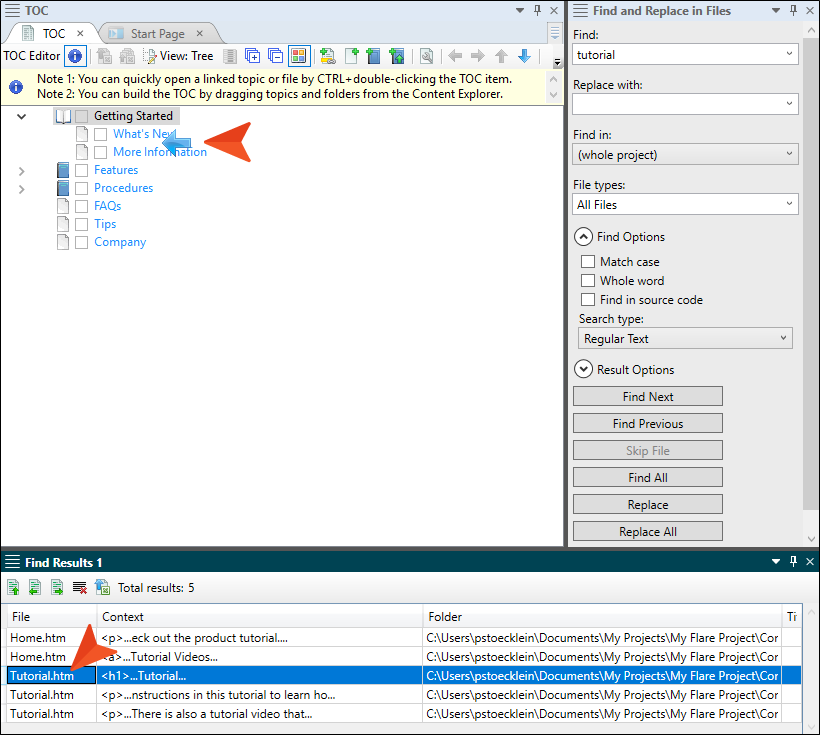 TOC
TOC
Start Page
TOC Editor
View: Tree
Note 1: You can quickly open a linked topic or file by CTRL+double-clicking the TOC item.
Note 2: You can build the TOC by dragging topics and folders from the Content Explorer.
Getting Started
What's New
More Information
Features
Procedures
FAQs
Tips
Company
Find and Replace in Files
Find:
tutorial
Replace with:
Find in:
(whole project)
File types:
All Files
Find Options
Match case
Whole word
Find in source code
Search type:
Regular Text
Result Options
Find Next
Find Previous
Skip File
Find All
Replace
Replace All
Find Results 1
Total results: 5
File Context Folder Ti
Home.htm <p>...eck out the product tutorial.... C:\Users\pstoecklein\Documents\My Projects\My Flare Project\Cor
Home.htm <a>...Tutorial Videos... C:\Users\pstoecklein\Documents\My Projects\My Flare Project\Cor
Tutorial.htm <h1>...Tutorial... C:\Users\pstoecklein\Documents\My Projects\My Flare Project\Cor
Tutorial.htm <p>...nstructions in this tutorial to learn ho... C:\Users\pstoecklein\Documents\My Projects\My Flare Project\Cor
Tutorial.htm <p>...There is also a tutorial video that... C:\Users\pstoecklein\Documents\My Projects\My Flare Project\Cor